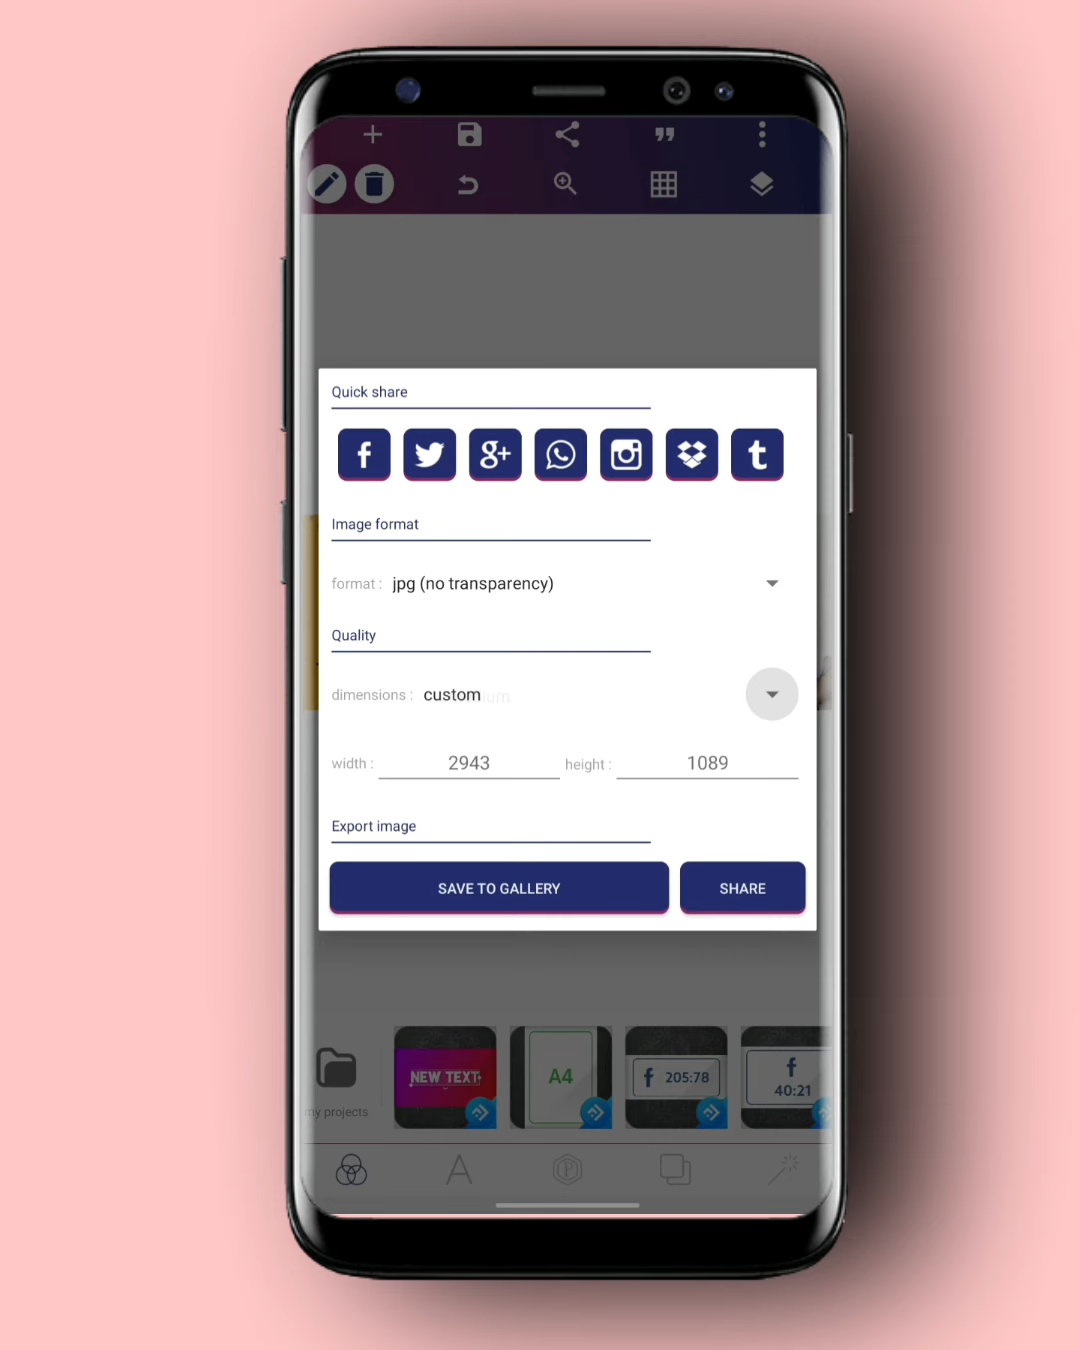 Quick share
Image format
format : jpg (no transparency)
Quality
dimensions : custom
width : 2943 height : 1089
Export image
SAVE TO GALLERY SHARE
NEW TEXT
A4
205:78
40:21
my projects